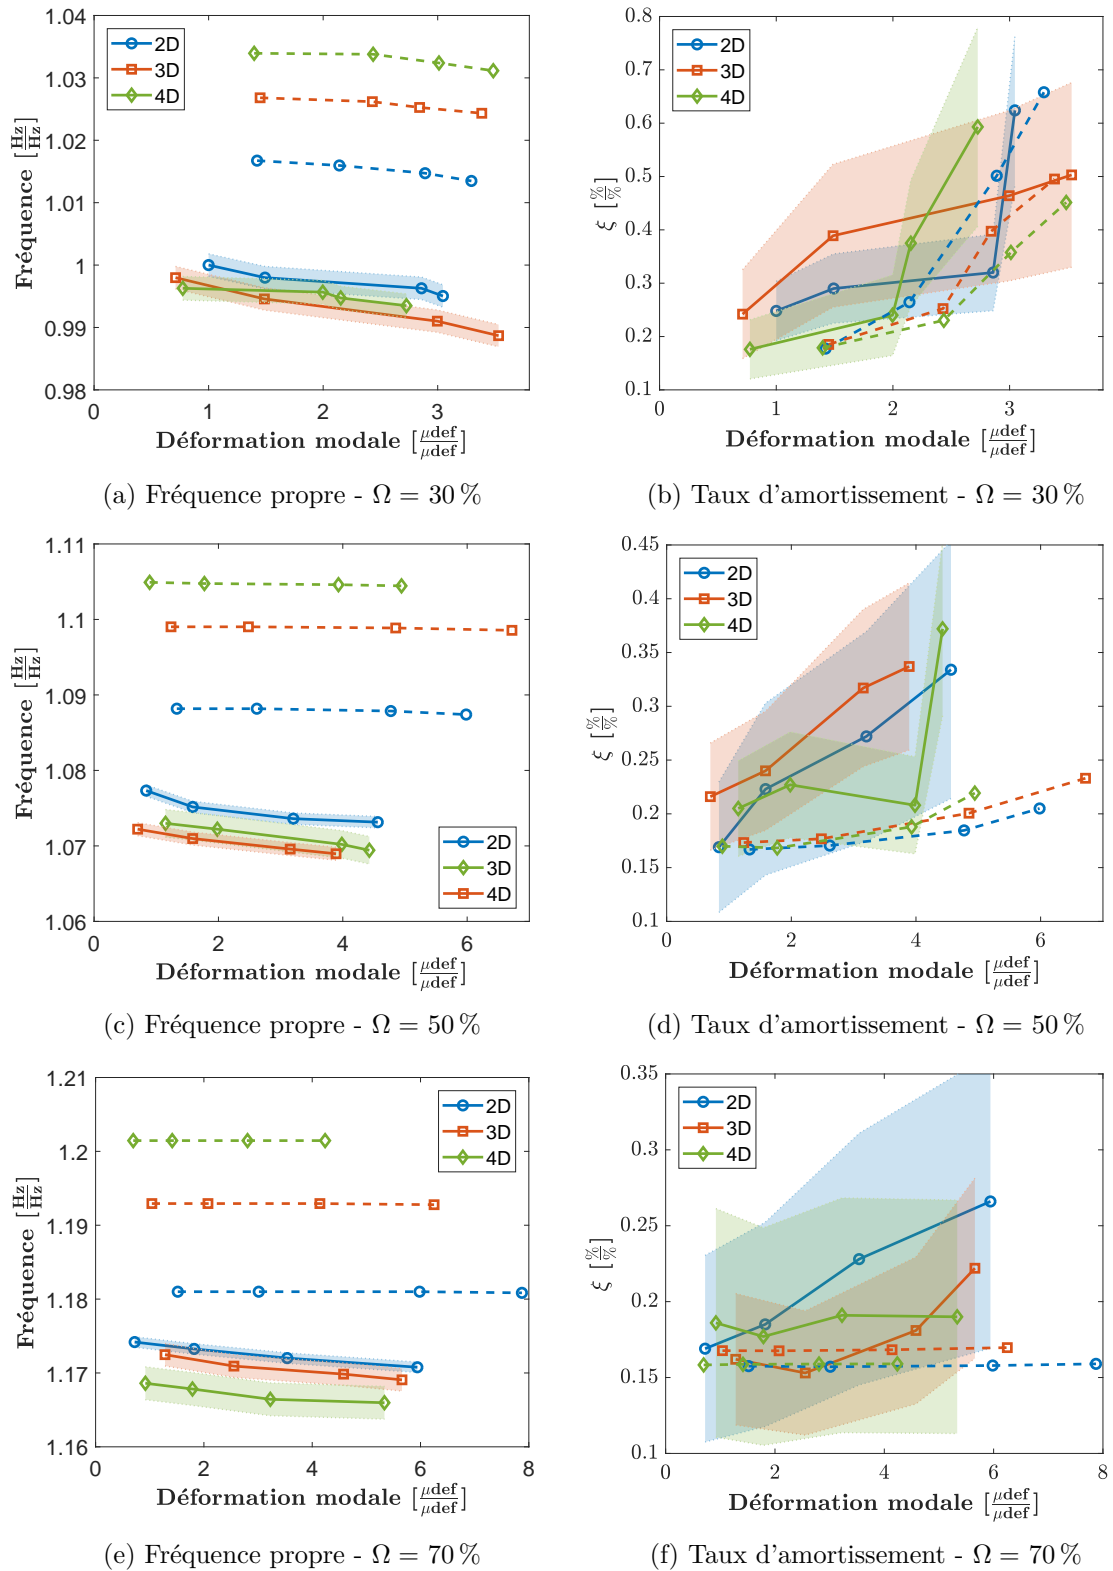 1.04
1.03
1.02
1.01
1
0.99
0.98
0 1 2 3
Fréquence [Hz/Hz]
Déformation modale [μdef/μdef]
2D
3D
4D
(a) Fréquence propre - Ω = 30 %
0.8
0.7
0.6
0.5
0.4
0.3
0.2
0.1
0 1 2 3
ξ [%/%]
Déformation modale [μdef/μdef]
2D
3D
4D
(b) Taux d'amortissement - Ω = 30 %
1.11
1.1
1.09
1.08
1.07
1.06
0 2 4 6
Fréquence [Hz/Hz]
Déformation modale [μdef/μdef]
2D
3D
4D
(c) Fréquence propre - Ω = 50 %
0.45
0.4
0.35
0.3
0.25
0.2
0.15
0.1
0 2 4 6
ξ [%/%]
Déformation modale [μdef/μdef]
2D
3D
4D
(d) Taux d'amortissement - Ω = 50 %
1.21
1.2
1.19
1.18
1.17
1.16
0 2 4 6 8
Fréquence [Hz/Hz]
Déformation modale [μdef/μdef]
2D
3D
4D
(e) Fréquence propre - Ω = 70 %
0.35
0.3
0.25
0.2
0.15
0.1
0 2 4 6 8
ξ [%/%]
Déformation modale [μdef/μdef]
2D
3D
4D
(f) Taux d'amortissement - Ω = 70 %